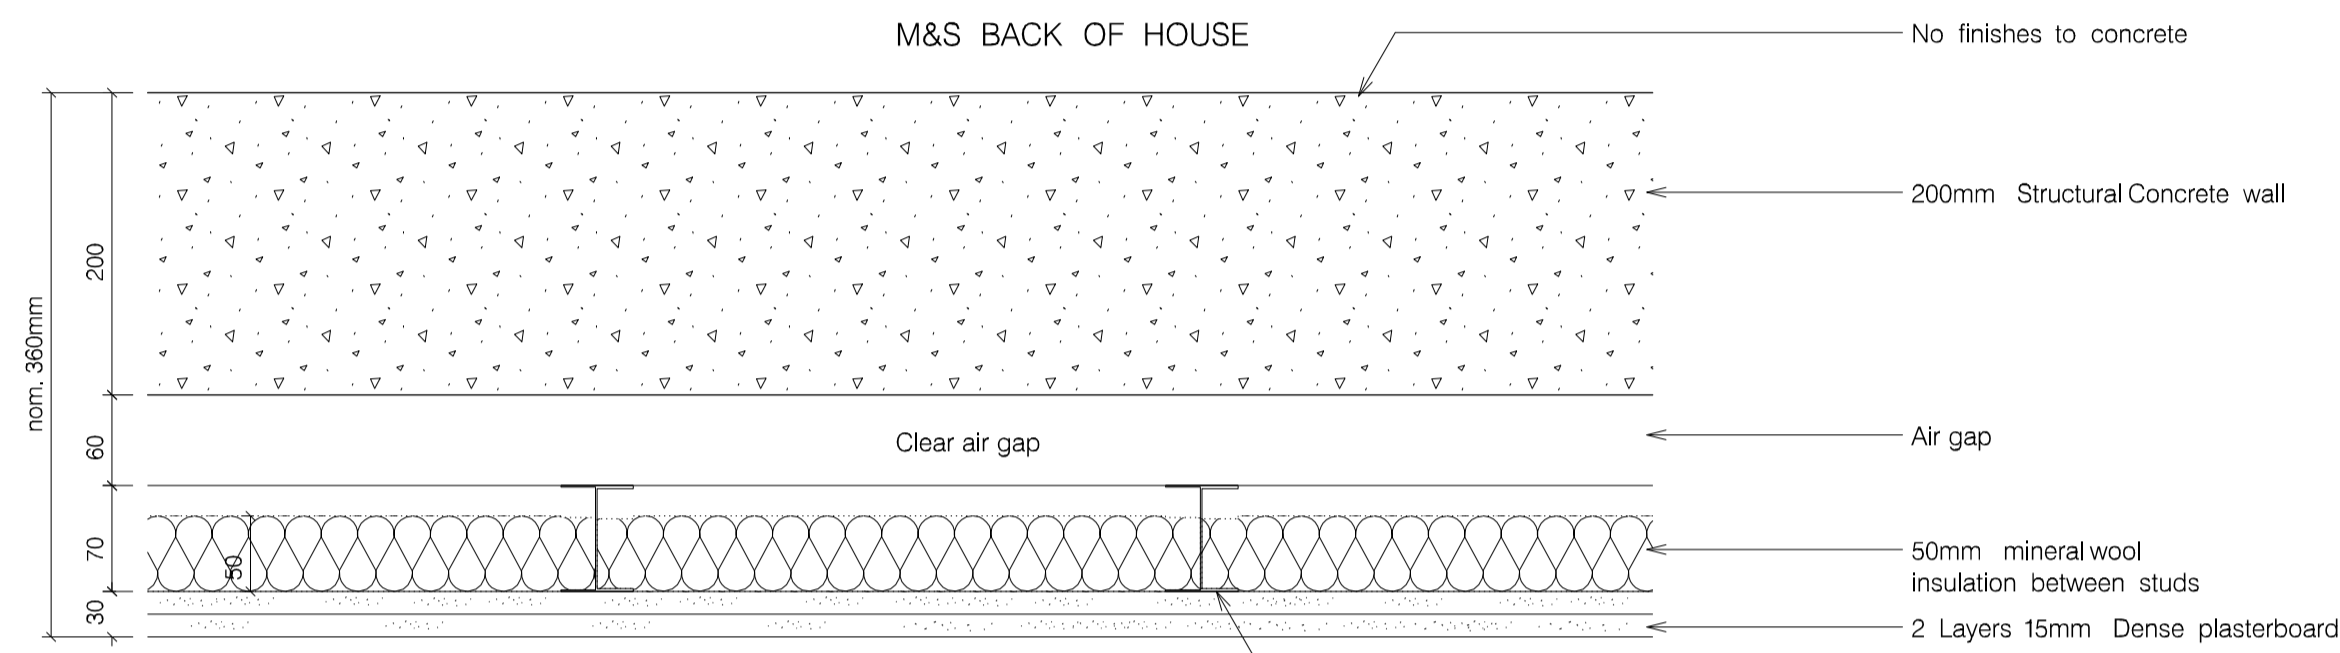 M&S BACK OF HOUSE
No finishes to concrete
200mm Structural Concrete wall
200
nom. 360mm
60
Clear air gap
Air gap
70
50
50mm mineral wool
insulation between studs
30
2 Layers 15mm Dense plasterboard